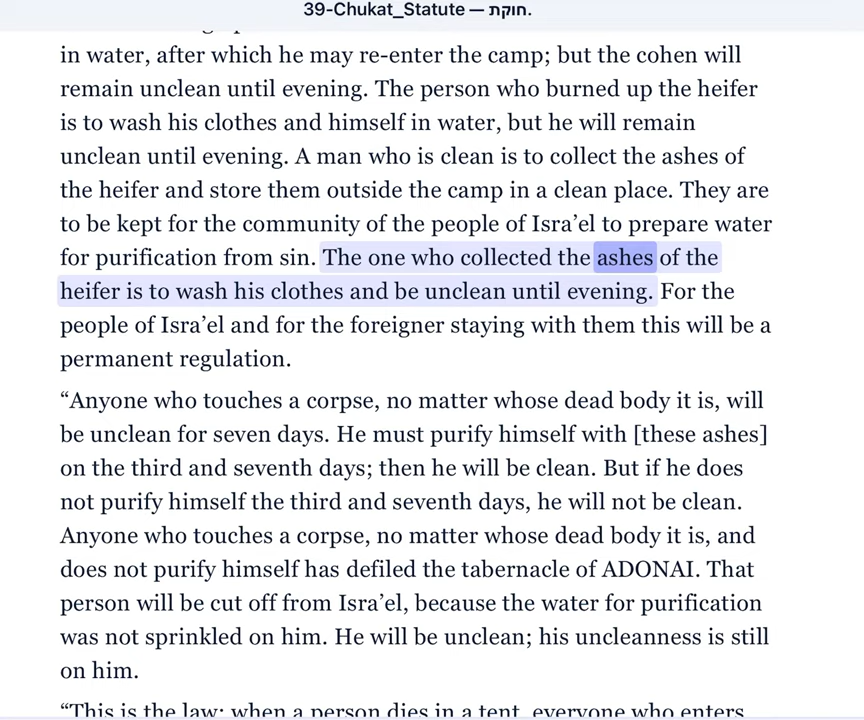 39-Chukat_Statute — חוקת.
in water, after which he may re-enter the camp; but the cohen will
remain unclean until evening. The person who burned up the heifer
is to wash his clothes and himself in water, but he will remain
unclean until evening. A man who is clean is to collect the ashes of
the heifer and store them outside the camp in a clean place. They are
to be kept for the community of the people of Isra’el to prepare water
for purification from sin. The one who collected the ashes of the
heifer is to wash his clothes and be unclean until evening. For the
people of Isra’el and for the foreigner staying with them this will be a
permanent regulation.
“Anyone who touches a corpse, no matter whose dead body it is, will
be unclean for seven days. He must purify himself with [these ashes]
on the third and seventh days; then he will be clean. But if he does
not purify himself the third and seventh days, he will not be clean.
Anyone who touches a corpse, no matter whose dead body it is, and
does not purify himself has defiled the tabernacle of ADONAI. That
person will be cut off from Isra’el, because the water for purification
was not sprinkled on him. He will be unclean; his uncleanness is still
on him.
“This is the law: when a person dies in a tent, everyone who enters